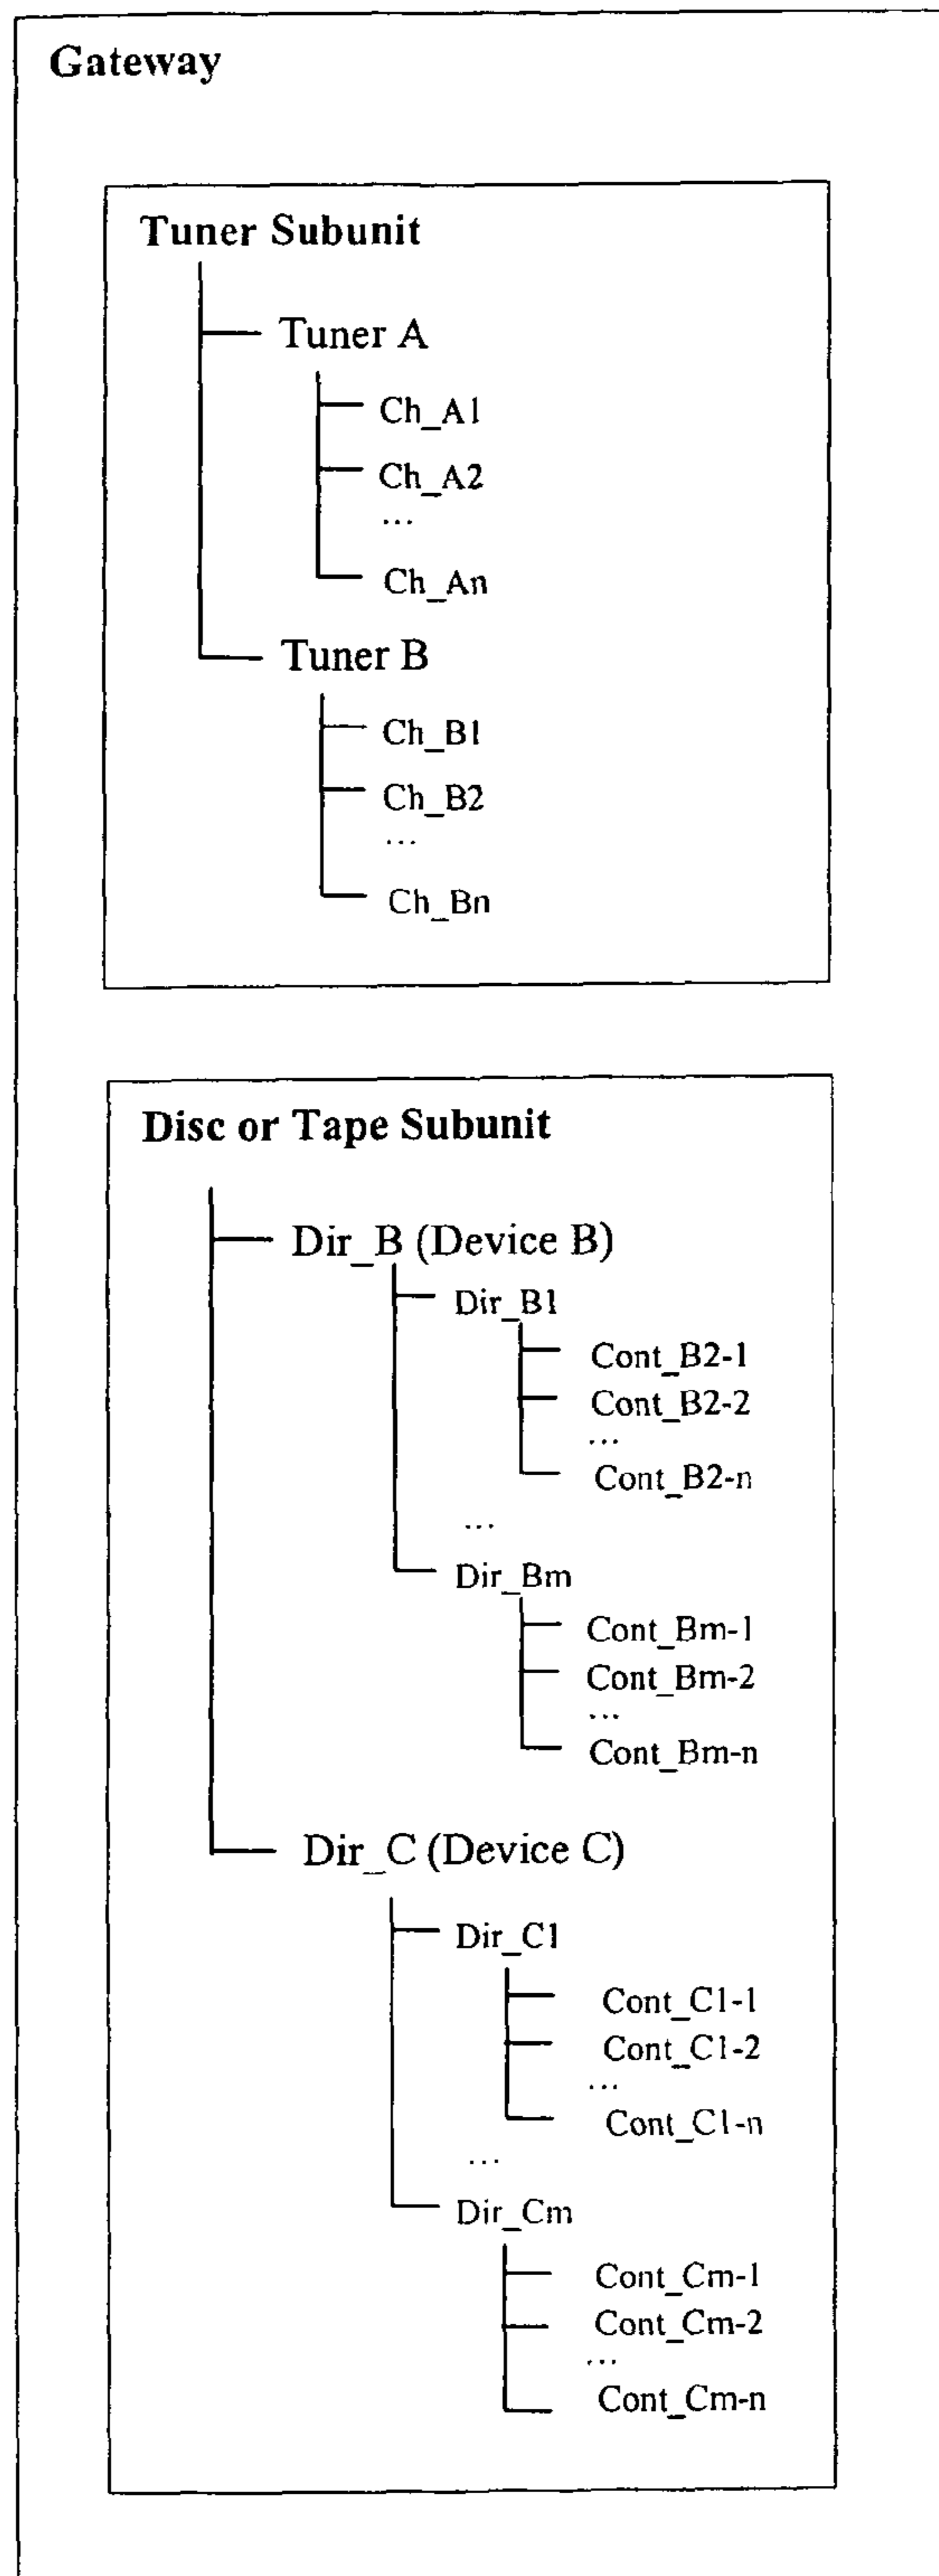 Gateway
Tuner Subunit
Tuner A
Ch_A1
Ch_A2
...
Ch_An
Tuner B
Ch_B1
Ch_B2
...
Ch_Bn
Disc or Tape Subunit
Dir_B (Device B)
Dir_B1
Cont_B2-1
Cont_B2-2
...
Cont_B2-n
...
Dir_Bm
Cont_Bm-1
Cont_Bm-2
...
Cont_Bm-n
Dir_C (Device C)
Dir_C1
Cont_C1-1
Cont_C1-2
...
Cont_C1-n
...
Dir_Cm
Cont_Cm-1
Cont_Cm-2
...
Cont_Cm-n